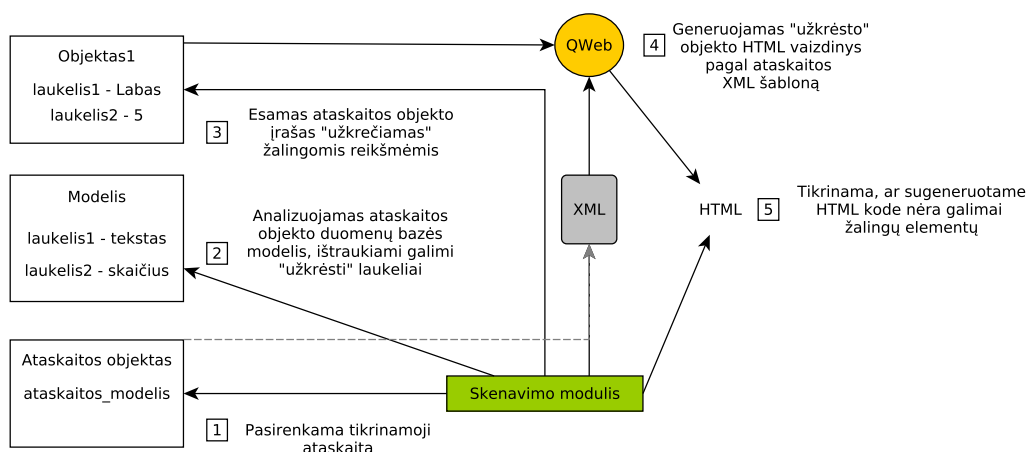 Objektas1
laukelis1 - Labas
laukelis2 - 5
QWeb
4
Generuojamas "užkrėsto"
objekto HTML vaizdinys
pagal ataskaitos
XML šabloną
3
Esamas ataskaitos objekto
įrašas "užkrečiamas"
žalingomis reikšmėmis
Modelis
laukelis1 - tekstas
laukelis2 - skaičius
2
Analizuojamas ataskaitos
objekto duomenų bazės
modelis, ištraukiami galimi
"užkrėsti" laukeliai
XML
HTML
5
Tikrinama, ar sugeneruotame
HTML kode nėra galimai
žalingų elementų
Ataskaitos objektas
ataskaitos_modelis
Skenavimo modulis
1
Pasirenkama tikrinamoji
ataskaita